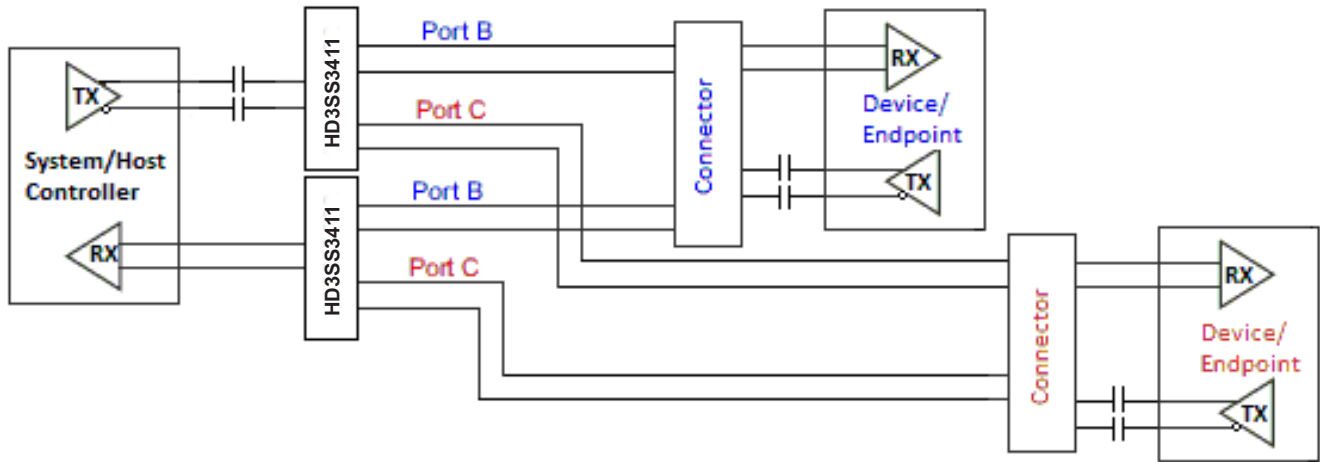 TX
System/Host
Controller
RX
HD3SS3411
HD3SS3411
Port B
Port C
Port B
Port C
Connector
RX
Device/
Endpoint
TX
Connector
RX
Device/
Endpoint
TX